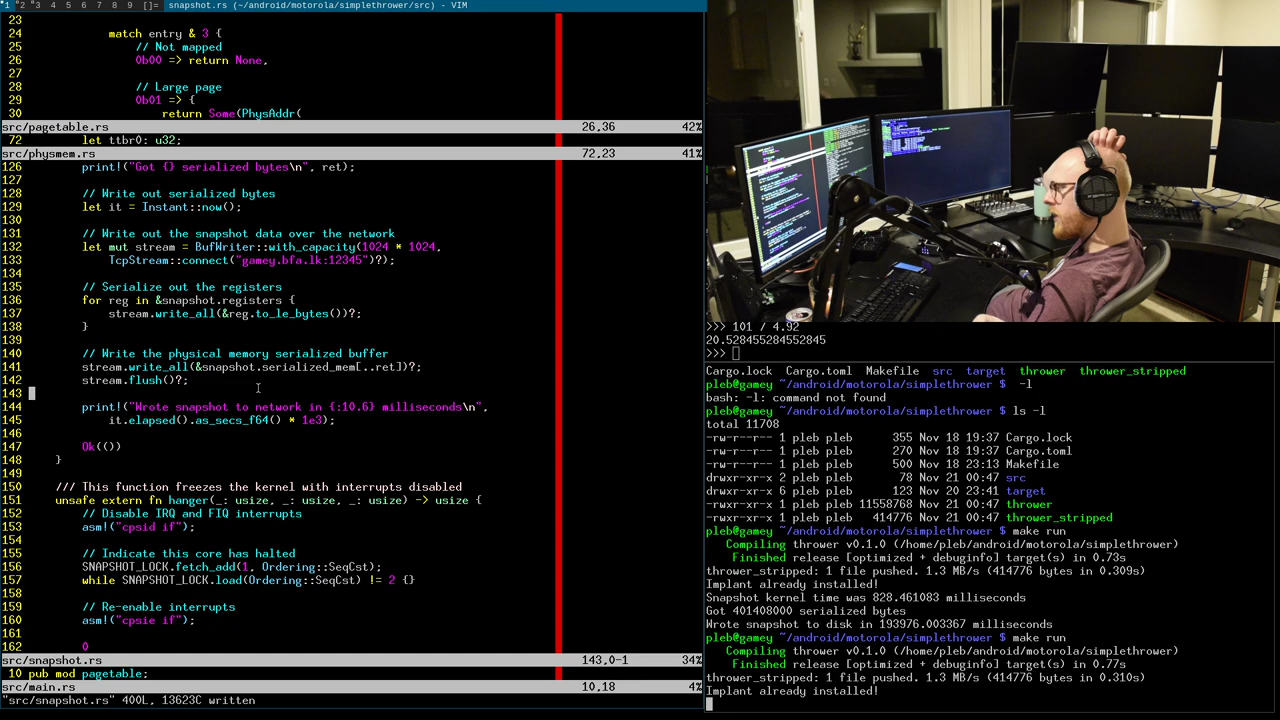 1 2 3 4 5 6 7 8 9 []= snapshot.rs (~/android/motorola/simplethrower/src) - VIM
23
24 match entry & 3 {
25 // Not mapped
26 0b00 => return None,
27
28 // Large page
29 0b01 => {
30 return Some(PhysAddr(
src/pagetable.rs 26,36 42%
72 let ttbr0: u32;
src/physmem.rs 72,23 41%
126 print!("Got {} serialized bytes\n", ret);
127
128 // Write out serialized bytes
129 let it = Instant::now();
130
131 // Write out the snapshot data over the network
132 let mut stream = BufWriter::with_capacity(1024 * 1024,
133 TcpStream::connect("gamey.bfa.lk:12345")?);
134
135 // Serialize out the registers
136 for reg in &snapshot.registers {
137 stream.write_all(&reg.to_le_bytes())?;
138 }
139
140 // Write the physical memory serialized buffer
141 stream.write_all(&snapshot.serialized_mem[..ret])?;
142 stream.flush()?;
143
144 print!("Wrote snapshot to network in {:10.6} milliseconds\n",
145 it.elapsed().as_secs_f64() * 1e3);
146
147 Ok(())
148 }
149
150 /// This function freezes the kernel with interrupts disabled
151 unsafe extern fn hanger(_: usize, _: usize, _: usize) -> usize {
152 // Disable IRQ and FIQ interrupts
153 asm!("cpsid if");
154
155 // Indicate this core has halted
156 SNAPSHOT_LOCK.fetch_add(1, Ordering::SeqCst);
157 while SNAPSHOT_LOCK.load(Ordering::SeqCst) != 2 {}
158
159 // Re-enable interrupts
160 asm!("cpsie if");
161
162 0
src/snapshot.rs 143,0-1 34%
10 pub mod pagetable;
src/main.rs 10,18 4%
"src/snapshot.rs" 400L, 13623C written
>>> 101 / 4.92
20.528455284552845
>>>
Cargo.lock Cargo.toml Makefile src target thrower thrower_stripped
pleb@gamey ~/android/motorola/simplethrower $ -l
bash: -l: command not found
pleb@gamey ~/android/motorola/simplethrower $ ls -l
total 11708
-rw-r--r-- 1 pleb pleb 355 Nov 18 19:37 Cargo.lock
-rw-r--r-- 1 pleb pleb 270 Nov 18 19:37 Cargo.toml
-rw-r--r-- 1 pleb pleb 500 Nov 18 23:13 Makefile
drwxr-xr-x 2 pleb pleb 78 Nov 21 00:47 src
drwxr-xr-x 6 pleb pleb 123 Nov 20 23:41 target
-rwxr-xr-x 1 pleb pleb 11558768 Nov 21 00:47 thrower
-rwxr-xr-x 1 pleb pleb 414776 Nov 21 00:47 thrower_stripped
pleb@gamey ~/android/motorola/simplethrower $ make run
Compiling thrower v0.1.0 (/home/pleb/android/motorola/simplethrower)
Finished release [optimized + debuginfo] target(s) in 0.73s
thrower_stripped: 1 file pushed. 1.3 MB/s (414776 bytes in 0.309s)
Implant already installed!
Snapshot kernel time was 828.461083 milliseconds
Got 401408000 serialized bytes
Wrote snapshot to disk in 193976.003367 milliseconds
pleb@gamey ~/android/motorola/simplethrower $ make run
Compiling thrower v0.1.0 (/home/pleb/android/motorola/simplethrower)
Finished release [optimized + debuginfo] target(s) in 0.77s
thrower_stripped: 1 file pushed. 1.3 MB/s (414776 bytes in 0.310s)
Implant already installed!